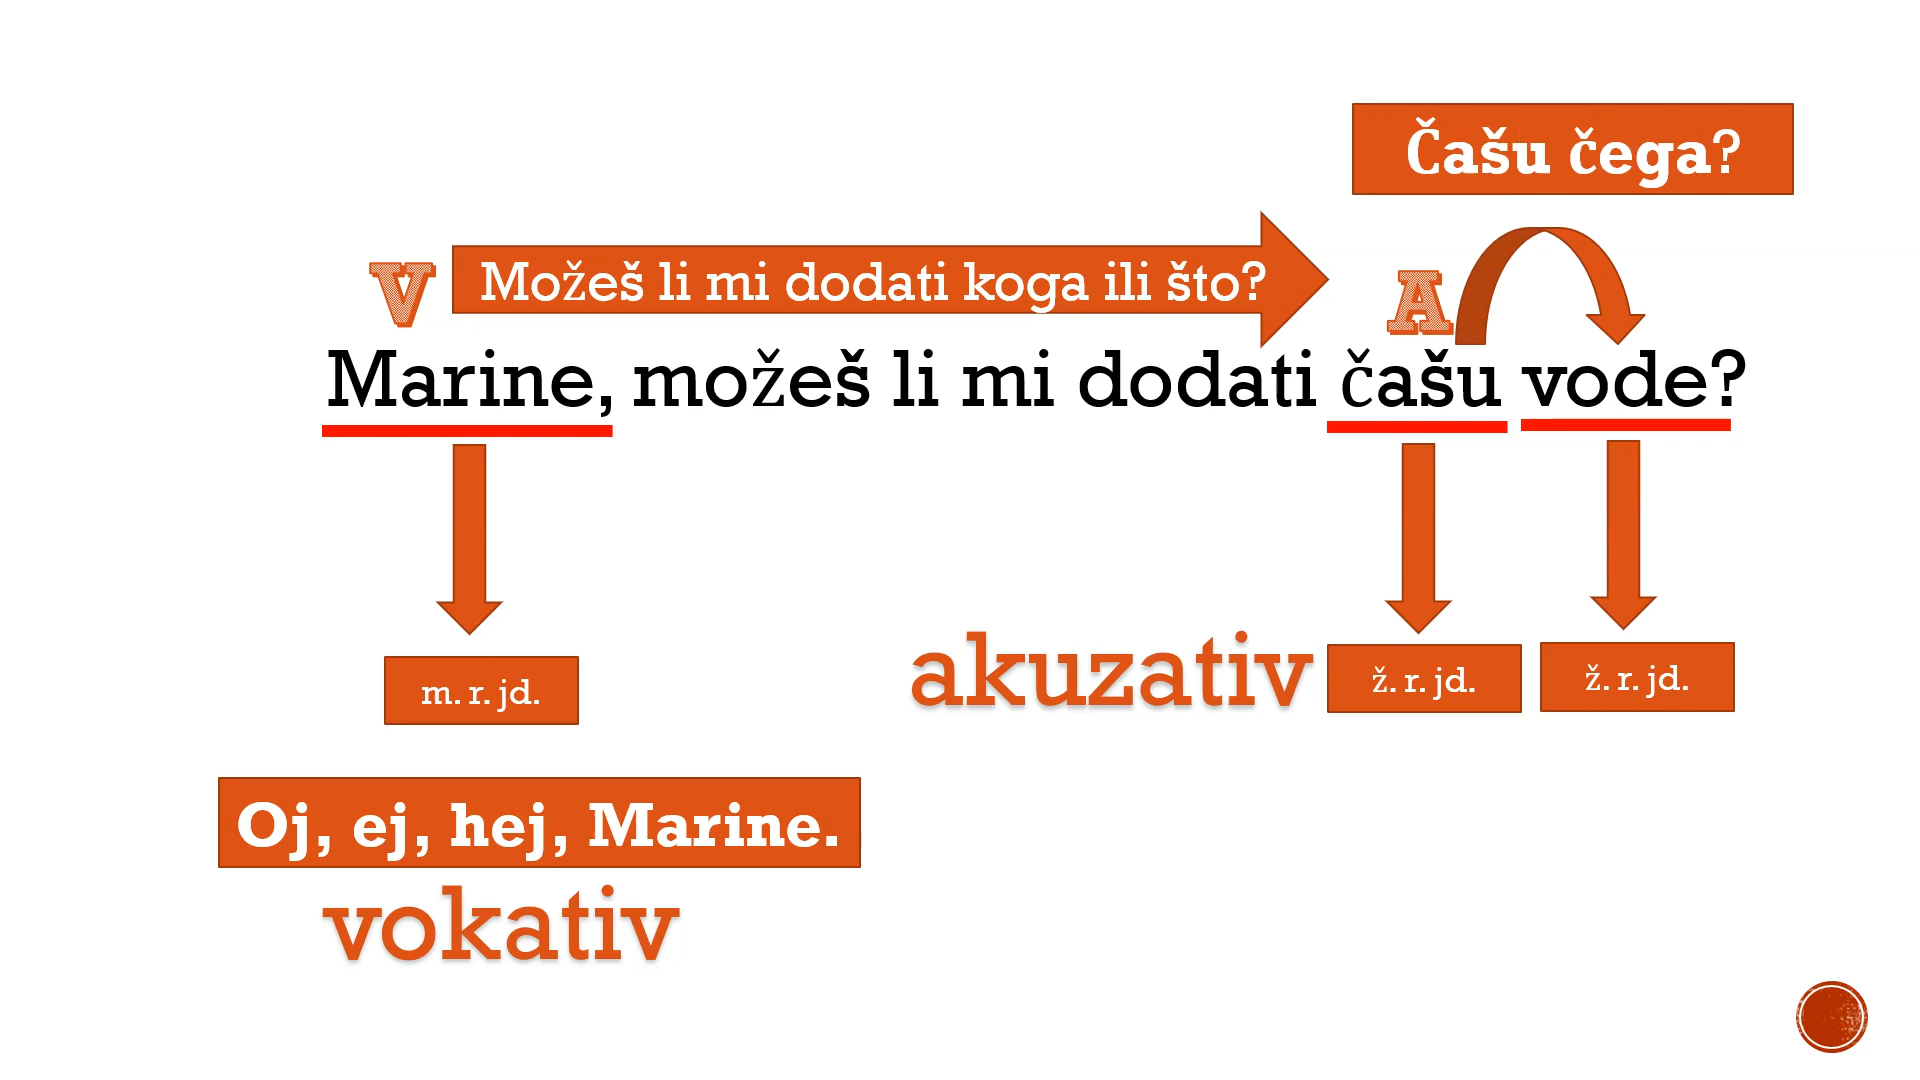 Čašu čega?
V
Možeš li mi dodati koga ili što?
A
Marine, možeš li mi dodati čašu vode?
akuzativ
m. r. jd.
ž. r. jd.
ž. r. jd.
Oj, ej, hej, Marine.
vokativ